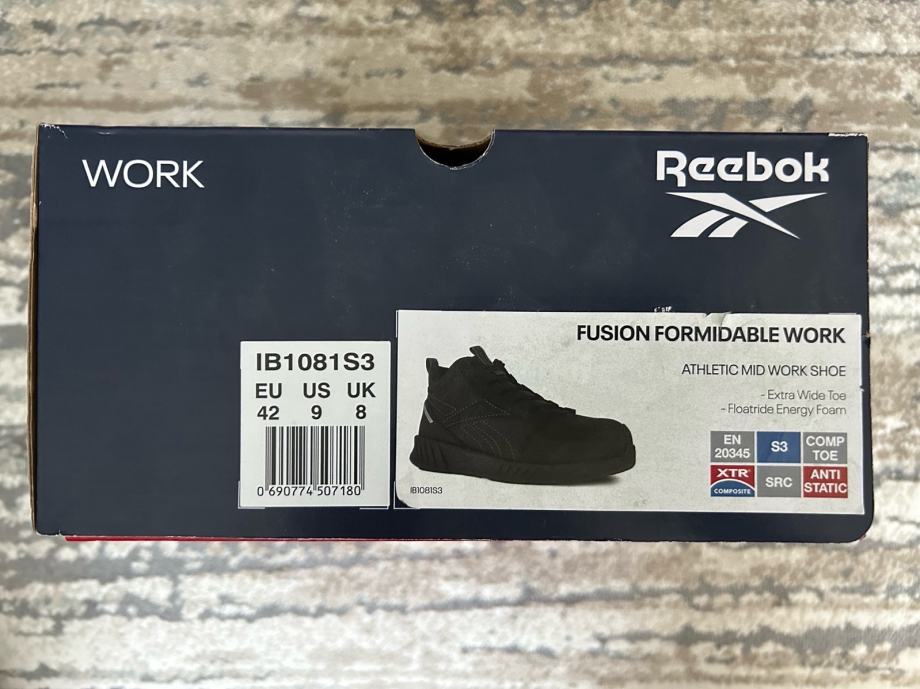 WORK
Reebok
IB1081S3
EU US UK
42 9 8
0 690774 507180
FUSION FORMIDABLE WORK
ATHLETIC MID WORK SHOE
- Extra Wide Toe
- Floatride Energy Foam
IB1081S3
EN 20345
S3
COMP TOE
XTR COMPOSITE
SRC
ANTI STATIC